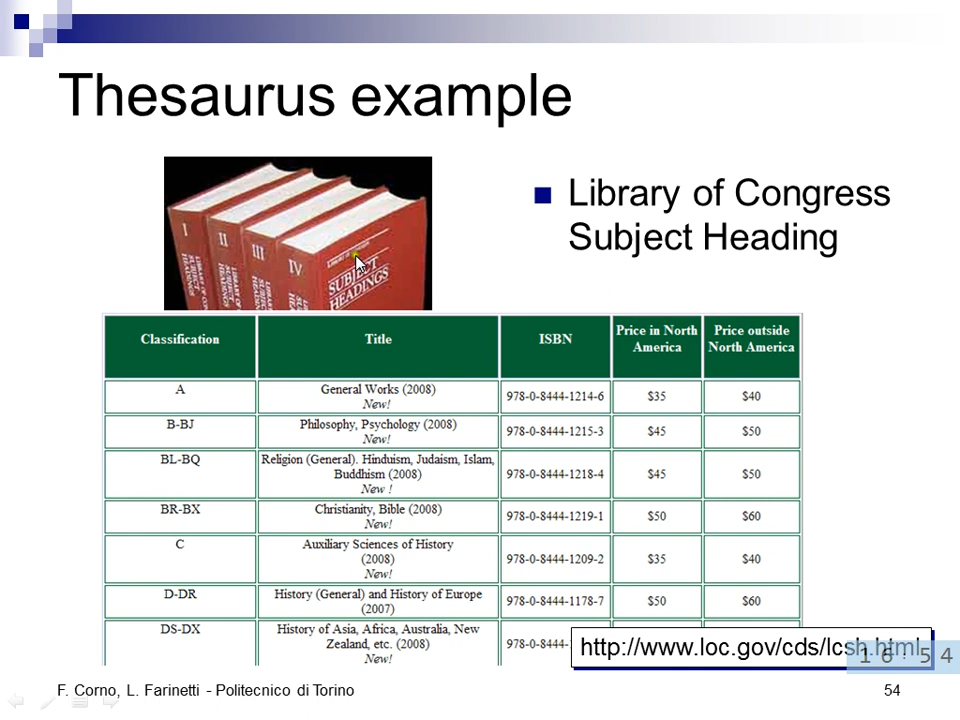 Thesaurus example
Library of Congress
Subject Heading
I
II
III
IV
SUBJECT
HEADINGS
Classification
Title
ISBN
Price in North
America
Price outside
North America
A
General Works (2008)
New!
978-0-8444-1214-6
$35
$40
B-BJ
Philosophy, Psychology (2008)
New!
978-0-8444-1215-3
$45
$50
BL-BQ
Religion (General). Hinduism, Judaism, Islam,
Buddhism (2008)
New !
978-0-8444-1218-4
$45
$50
BR-BX
Christianity, Bible (2008)
New!
978-0-8444-1219-1
$50
$60
C
Auxiliary Sciences of History
(2008)
New!
978-0-8444-1209-2
$35
$40
D-DR
History (General) and History of Europe
(2007)
978-0-8444-1178-7
$50
$60
DS-DX
History of Asia, Africa, Australia, New
Zealand, etc. (2008)
New!
978-0-8444-
http://www.loc.gov/cds/lcsh.html
16:54
F. Corno, L. Farinetti - Politecnico di Torino
54